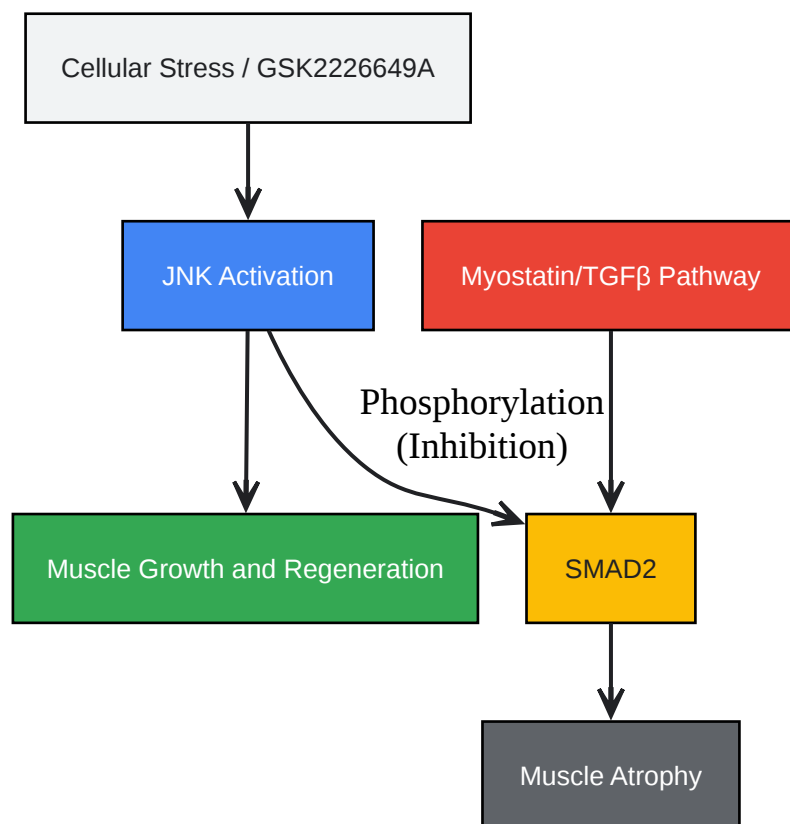 Cellular Stress / GSK2226649A
JNK Activation
Myostatin/TGFβ Pathway
Phosphorylation
(Inhibition)
Muscle Growth and Regeneration
SMAD2
Muscle Atrophy